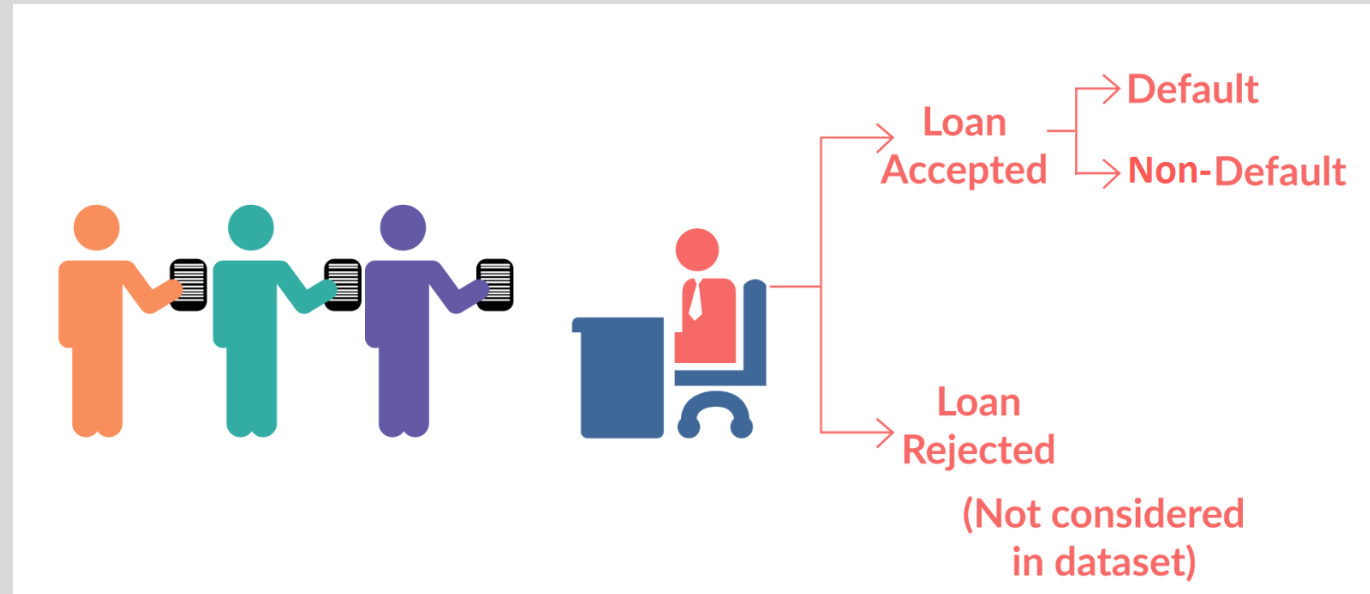 Default
Loan
Accepted
Non-Default
Loan
Rejected
(Not considered
in dataset)